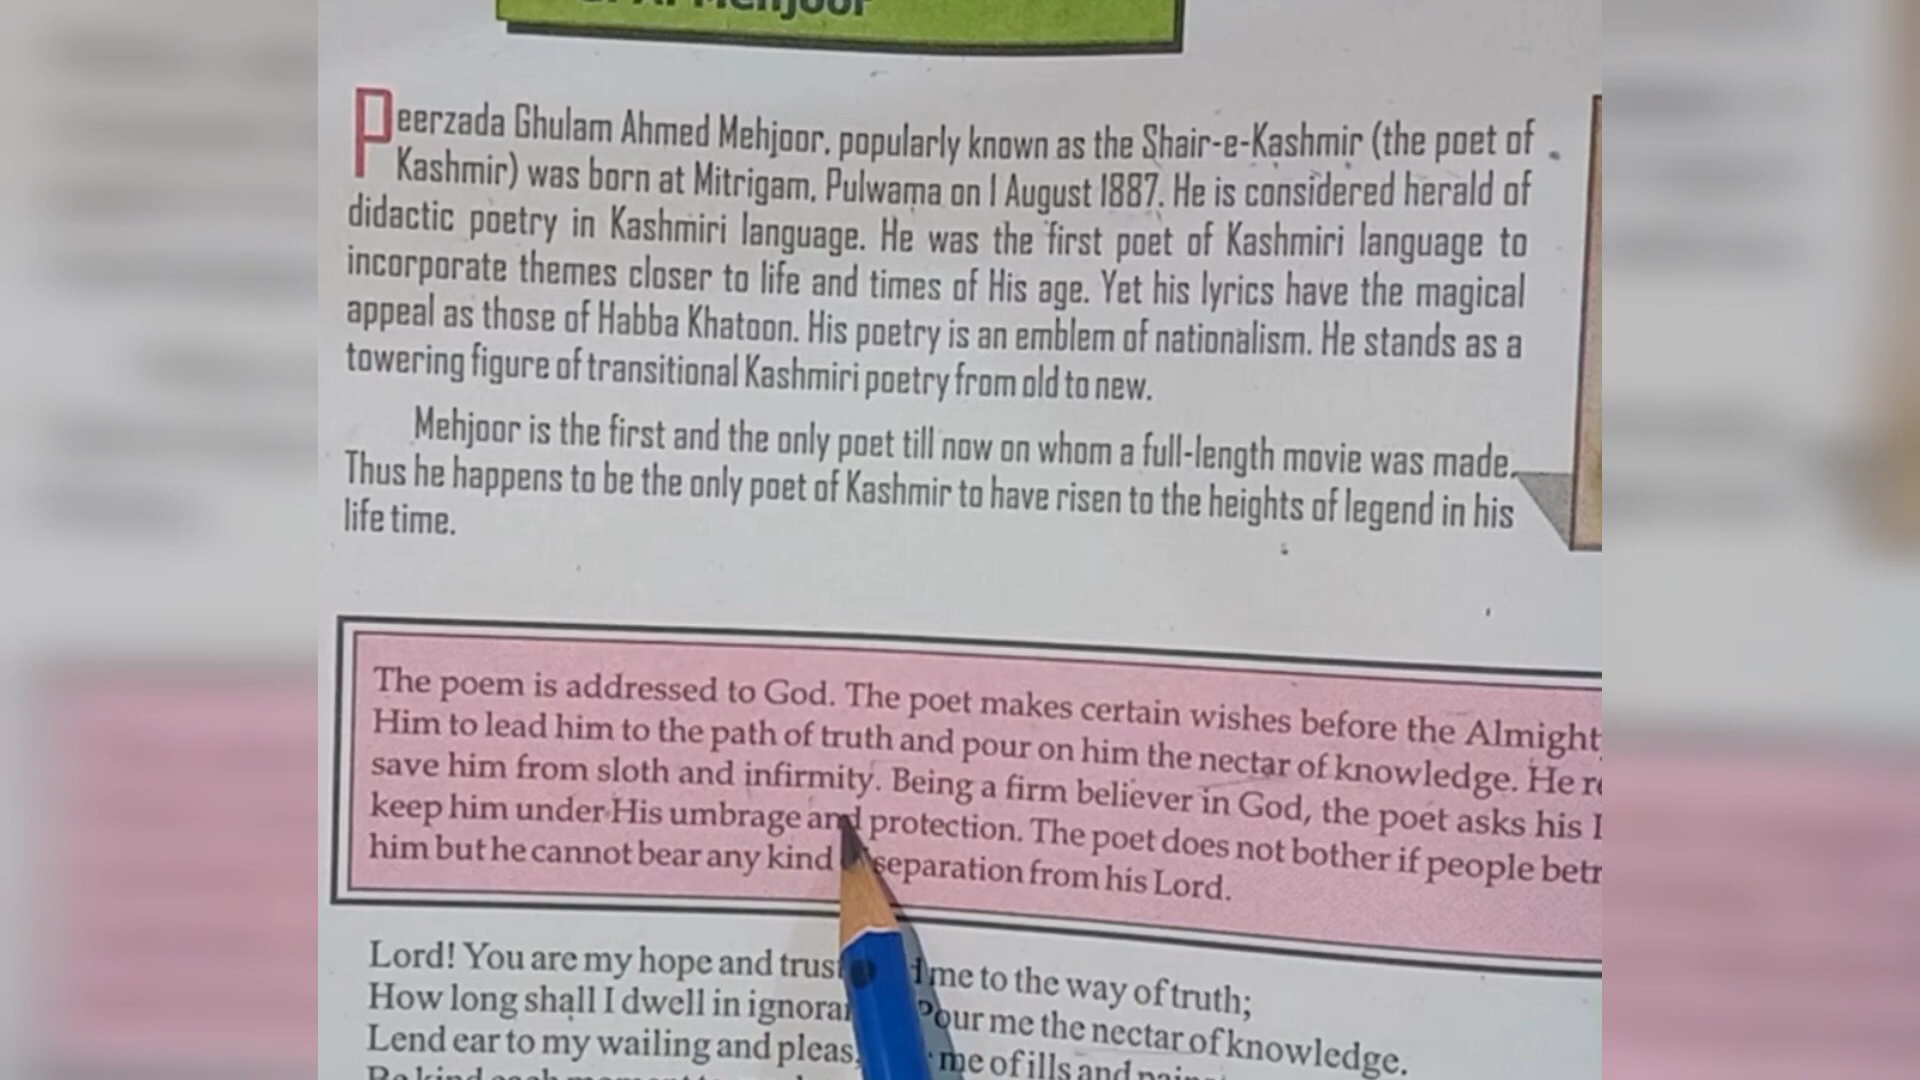 Mehjoor
Peerzada Ghulam Ahmed Mehjoor, popularly known as the Shair-e-Kashmir (the poet of
Kashmir) was born at Mitrigam, Pulwama on 1 August 1887. He is considered herald of
didactic poetry in Kashmiri language. He was the first poet of Kashmiri language to
incorporate themes closer to life and times of His age. Yet his lyrics have the magical
appeal as those of Habba Khatoon. His poetry is an emblem of nationalism. He stands as a
towering figure of transitional Kashmiri poetry from old to new.
Mehjoor is the first and the only poet till now on whom a full-length movie was made.
Thus he happens to be the only poet of Kashmir to have risen to the heights of legend in his
life time.
The poem is addressed to God. The poet makes certain wishes before the Almight
Him to lead him to the path of truth and pour on him the nectar of knowledge. He
save him from sloth and infirmity. Being a firm believer in God, the poet asks his
keep him under His umbrage and protection. The poet does not bother if people betr
him but he cannot bear any kind separation from his Lord.
Lord! You are my hope and trust me to the way of truth;
How long shall I dwell in Pour me the nectar of knowledge.
Lend ear to my wailing and me of ills and